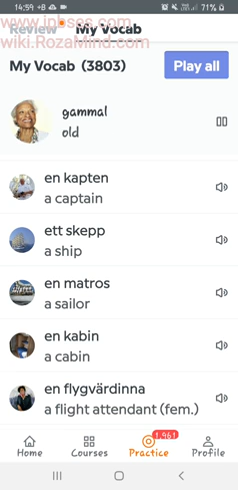 14:59 +B 71%
www.inbses.com
Review My Vocab
wiki.RozaMind.com
My Vocab (3803) Play all
gammal
old
en kapten
a captain
ett skepp
a ship
en matros
a sailor
en kabin
a cabin
en flygvärdinna
a flight attendant (fem.)
1,961
Home Courses Practice Profile